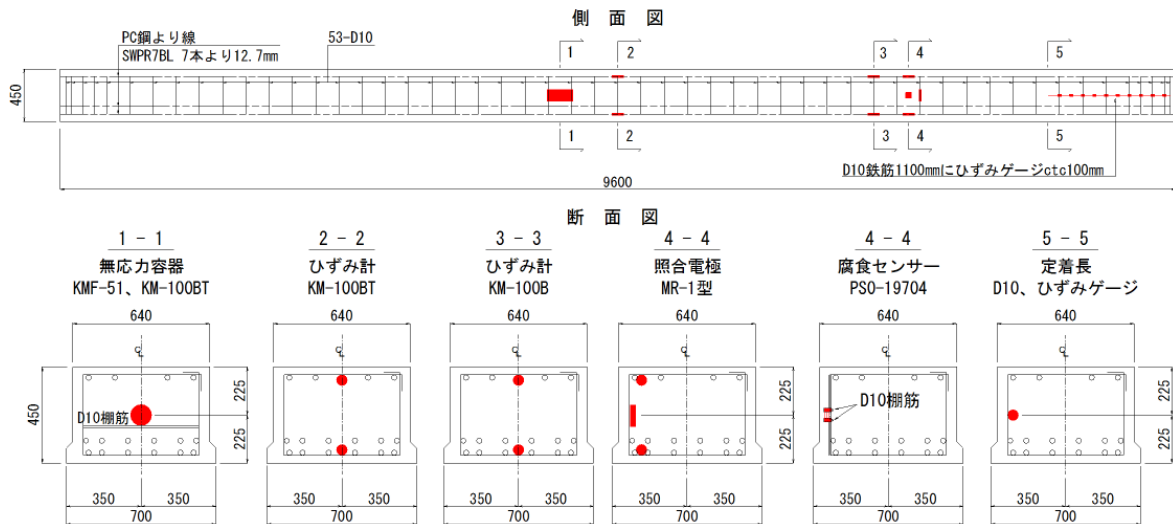 側面図
PC鋼より線
SWPR7BL 7本より12.7mm
53-D10
1
2
3
4
5
450
1
2
3
4
5
D10鉄筋1100mmにひずみゲージctc100mm
9600
断面図
1 - 1
無応力容器
KMF-51、KM-100BT
2 - 2
ひずみ計
KM-100BT
3 - 3
ひずみ計
KM-100B
4 - 4
照合電極
MR-1型
4 - 4
腐食センサー
PS0-19704
5 - 5
定着長
D10、ひずみゲージ
640
640
640
640
640
640
℄
℄
℄
℄
℄
℄
450
D10棚筋
225
225
225
225
D10棚筋
225
225
350
350
350
350
350
350
350
350
350
350
350
350
700
700
700
700
700
700